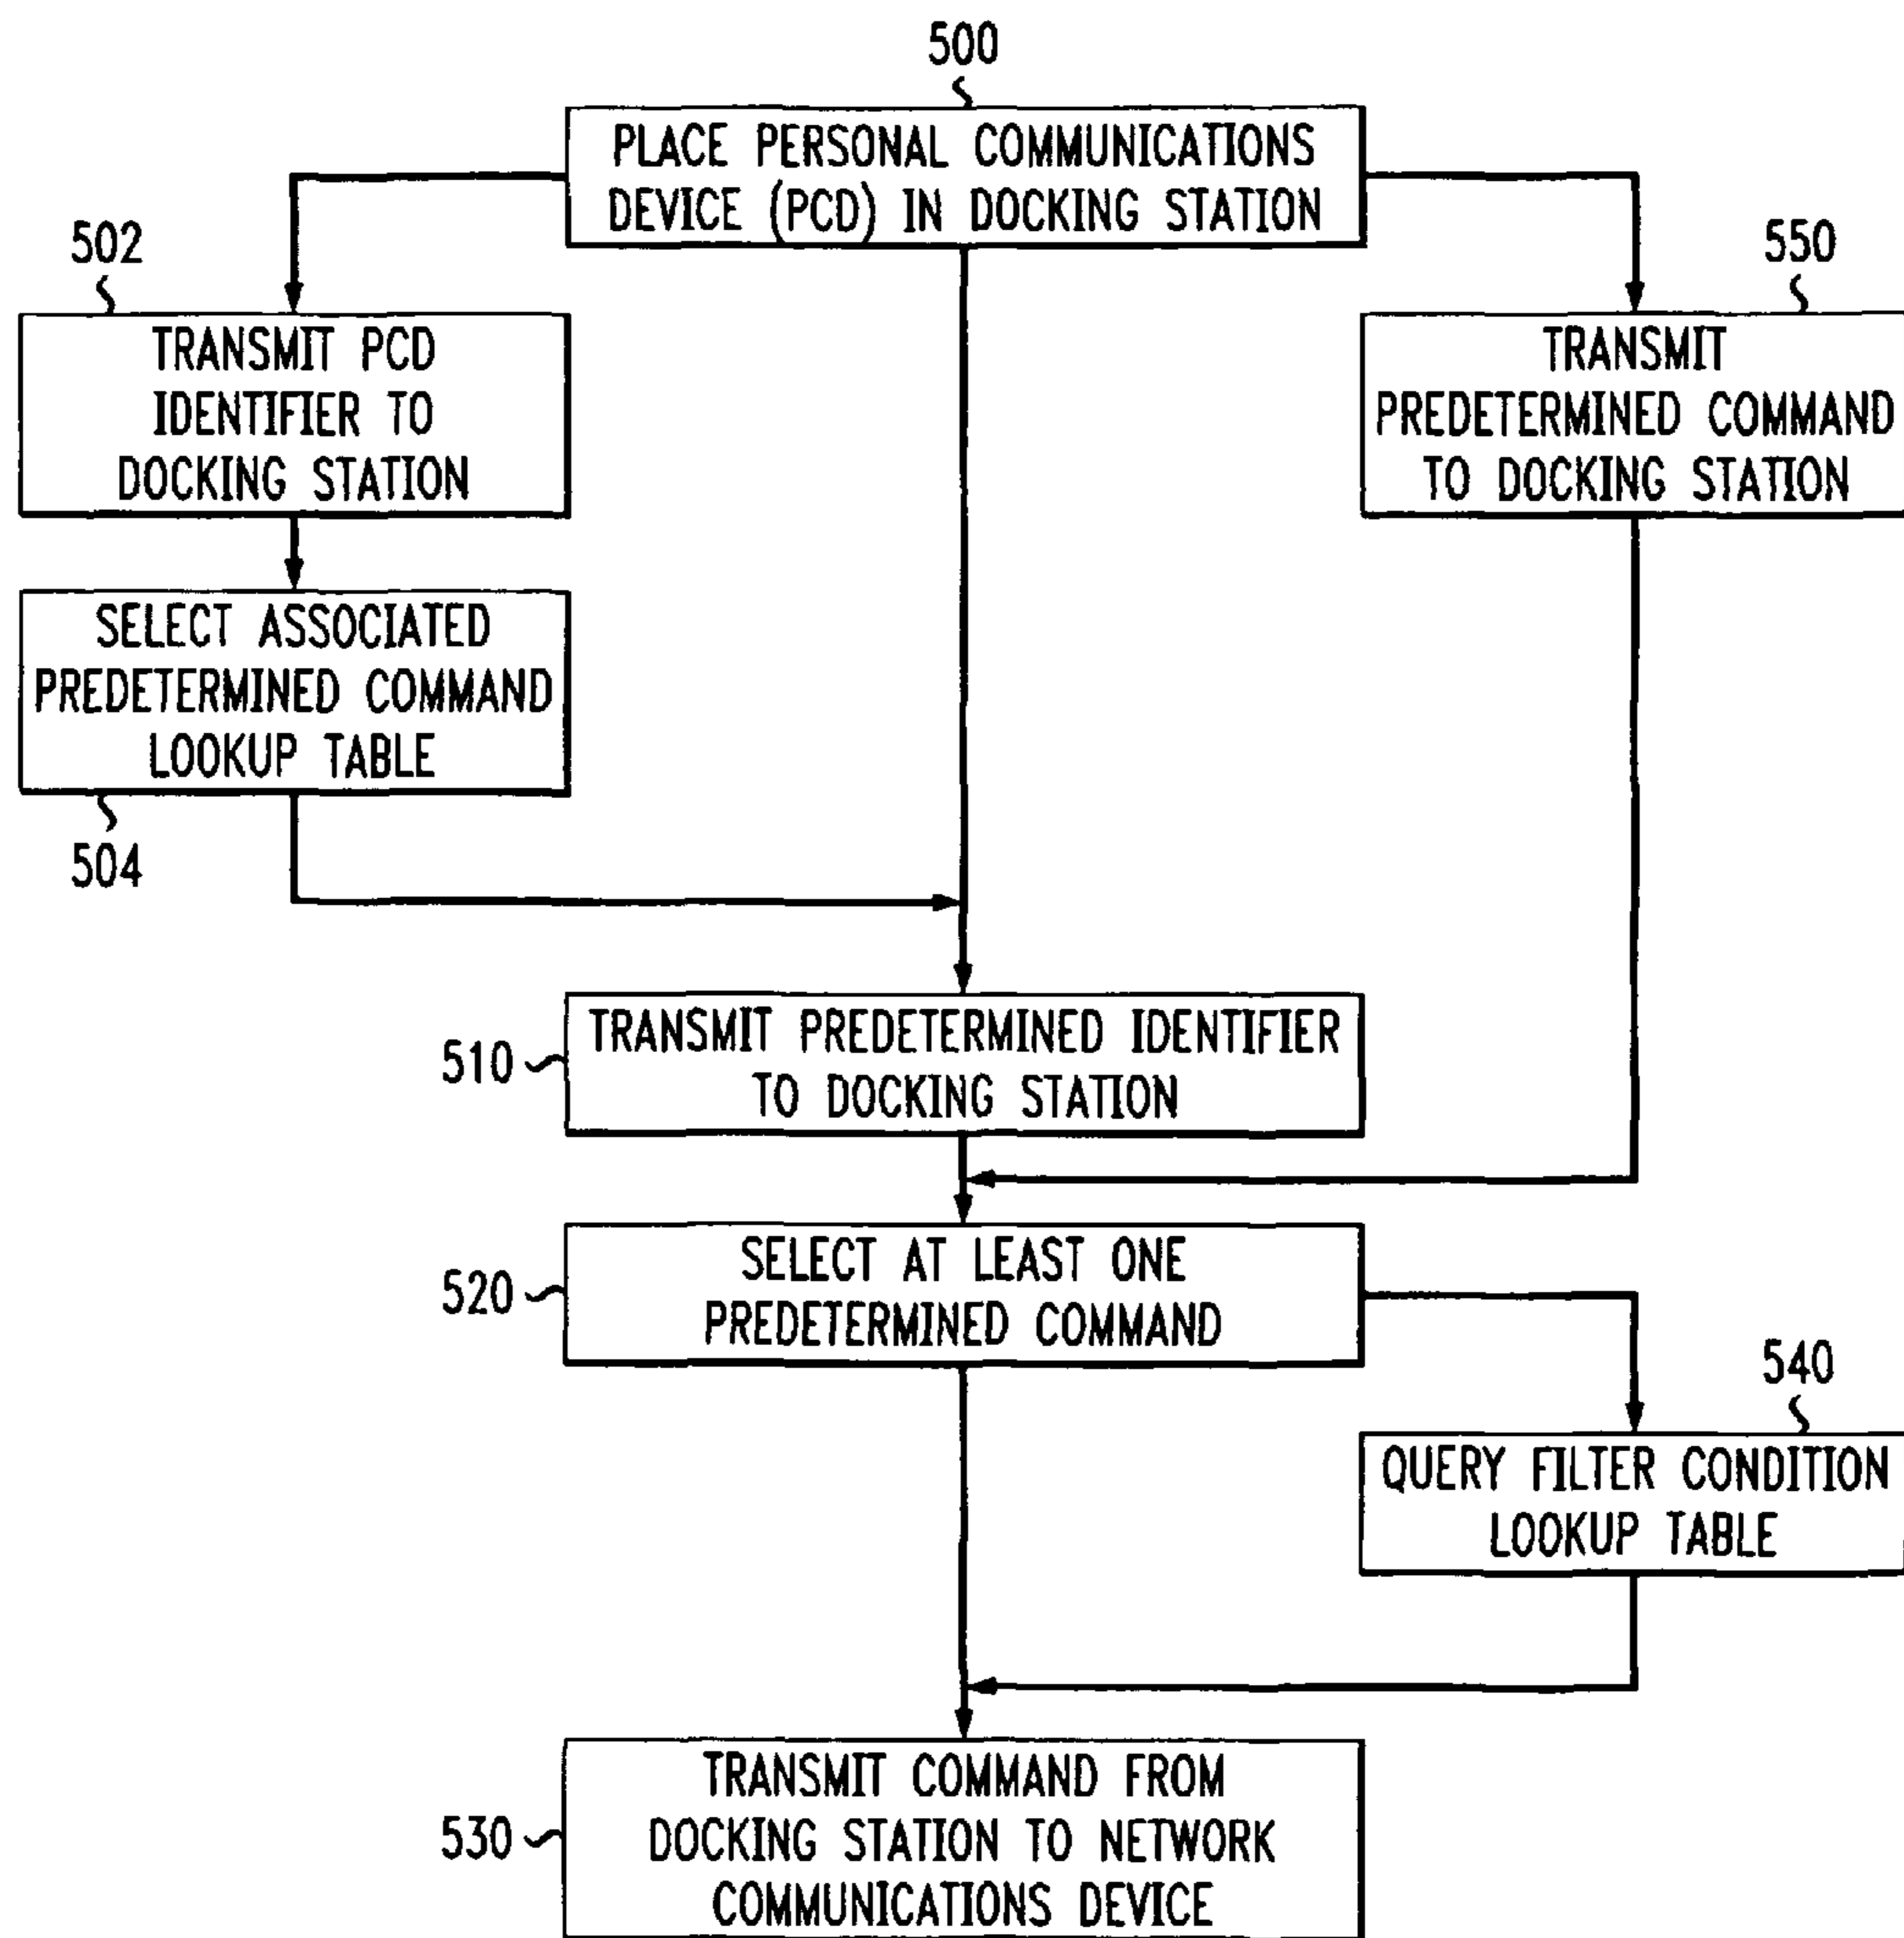 500
PLACE PERSONAL COMMUNICATIONS
DEVICE (PCD) IN DOCKING STATION
502
TRANSMIT PCD
IDENTIFIER TO
DOCKING STATION
550
TRANSMIT
PREDETERMINED COMMAND
TO DOCKING STATION
SELECT ASSOCIATED
PREDETERMINED COMMAND
LOOKUP TABLE
504
510
TRANSMIT PREDETERMINED IDENTIFIER
TO DOCKING STATION
520
SELECT AT LEAST ONE
PREDETERMINED COMMAND
540
QUERY FILTER CONDITION
LOOKUP TABLE
530
TRANSMIT COMMAND FROM
DOCKING STATION TO NETWORK
COMMUNICATIONS DEVICE